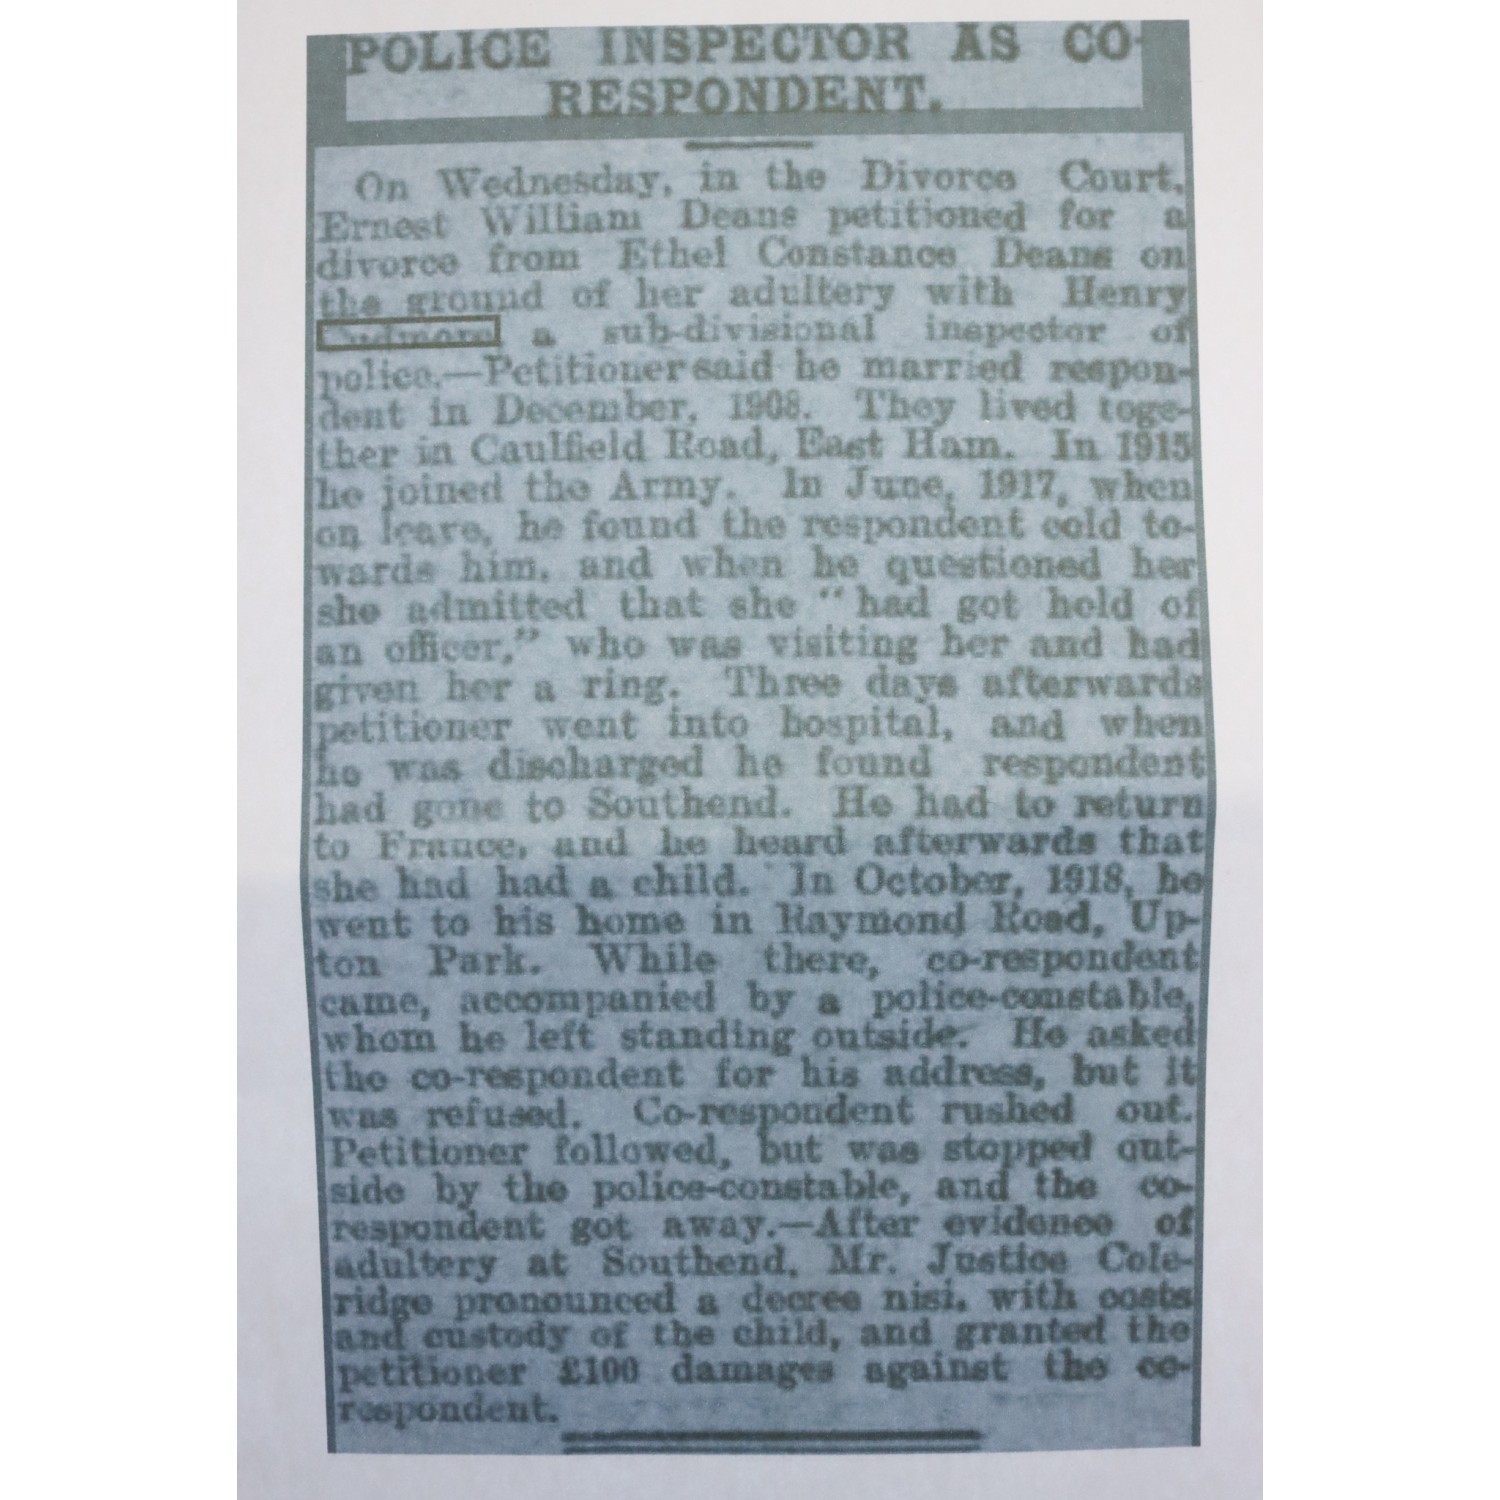 POLICE INSPECTOR AS CO-
RESPONDENT.
On Wednesday, in the Divorce Court,
Ernest William Deans petitioned for a
divorce from Ethel Constance Deans on
the ground of her adultery with Henry
a sub-divisional inspector of
police.—Petitioner said he married respon-
dent in December, 1908. They lived toge-
ther in Caulfield Road, East Ham. In 1915
he joined the Army. In June, 1917, when
on leave, he found the respondent cold to-
wards him, and when he questioned her
she admitted that she "had got hold of
an officer," who was visiting her and had
given her a ring. Three days afterwards
petitioner went into hospital, and when
he was discharged he found respondent
had gone to Southend. He had to return
to France, and he heard afterwards that
she had had a child. In October, 1918, he
went to his home in Raymond Road, Up-
ton Park. While there, co-respondent
came, accompanied by a police-constable,
whom he left standing outside. He asked
the co-respondent for his address, but it
was refused. Co-respondent rushed out.
Petitioner followed, but was stopped out-
side by the police-constable, and the co-
respondent got away.—After evidence of
adultery at Southend, Mr. Justice Cole-
ridge pronounced a decree nisi, with costs
and custody of the child, and granted the
petitioner £100 damages against the co-
respondent.